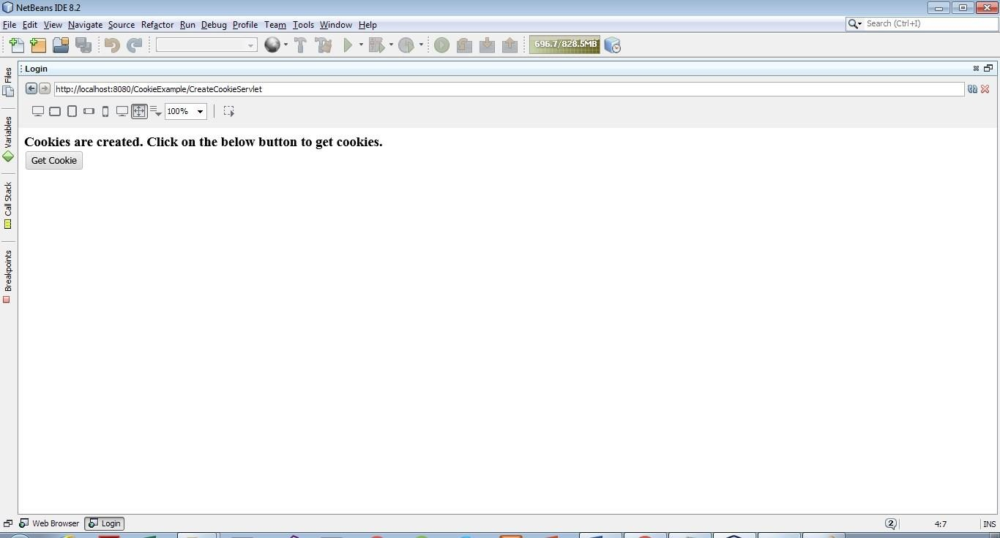 NetBeans IDE 8.2
File Edit View Navigate Source Refactor Run Debug Profile Team Tools Window Help
Search (Ctrl+I)
696.7/828.5MB
Login
http://localhost:8080/CookieExample/CreateCookieServlet
100%
Cookies are created. Click on the below button to get cookies.
Get Cookie
Files
Variables
Call Stack
Breakpoints
Web Browser
Login
2
4:7
INS